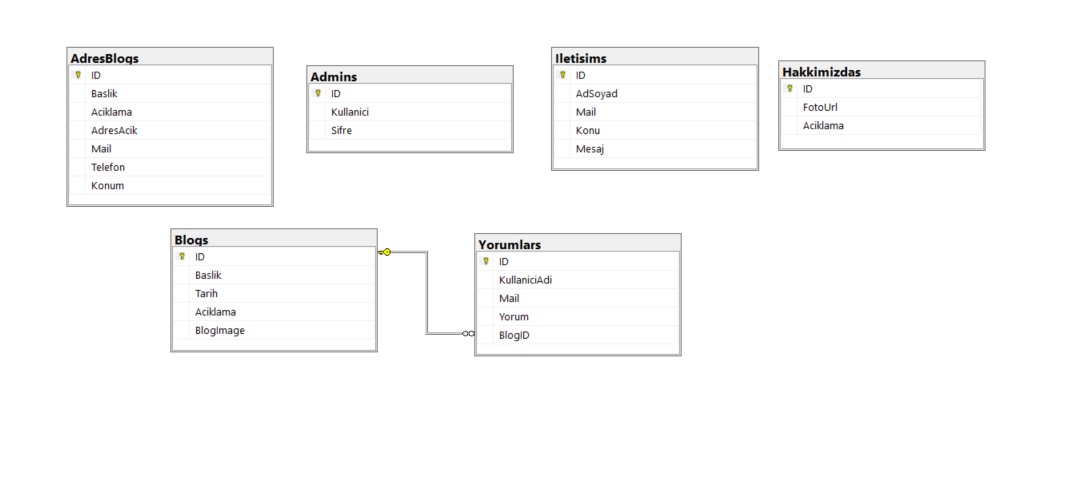 AdresBlogs
ID
Baslik
Aciklama
AdresAcik
Mail
Telefon
Konum
Admins
ID
Kullanici
Sifre
Iletisims
ID
AdSoyad
Mail
Konu
Mesaj
Hakkimizdas
ID
FotoUrl
Aciklama
Blogs
ID
Baslik
Tarih
Aciklama
BlogImage
Yorumlars
ID
KullaniciAdi
Mail
Yorum
BlogID